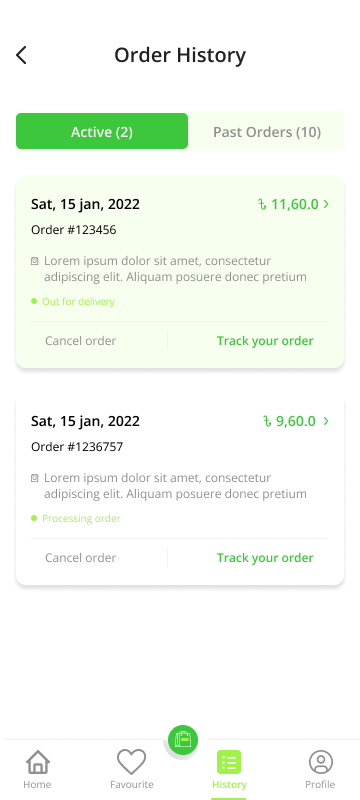 Order History
Active (2)
Past Orders (10)
Sat, 15 jan, 2022
৳ 11,60.0
Order #123456
Lorem ipsum dolor sit amet, consectetur
adipiscing elit. Aliquam posuere donec pretium
Out for delivery
Cancel order
Track your order
Sat, 15 jan, 2022
৳ 9,60.0
Order #1236757
Lorem ipsum dolor sit amet, consectetur
adipiscing elit. Aliquam posuere donec pretium
Processing order
Cancel order
Track your order
Home
Favourite
History
Profile